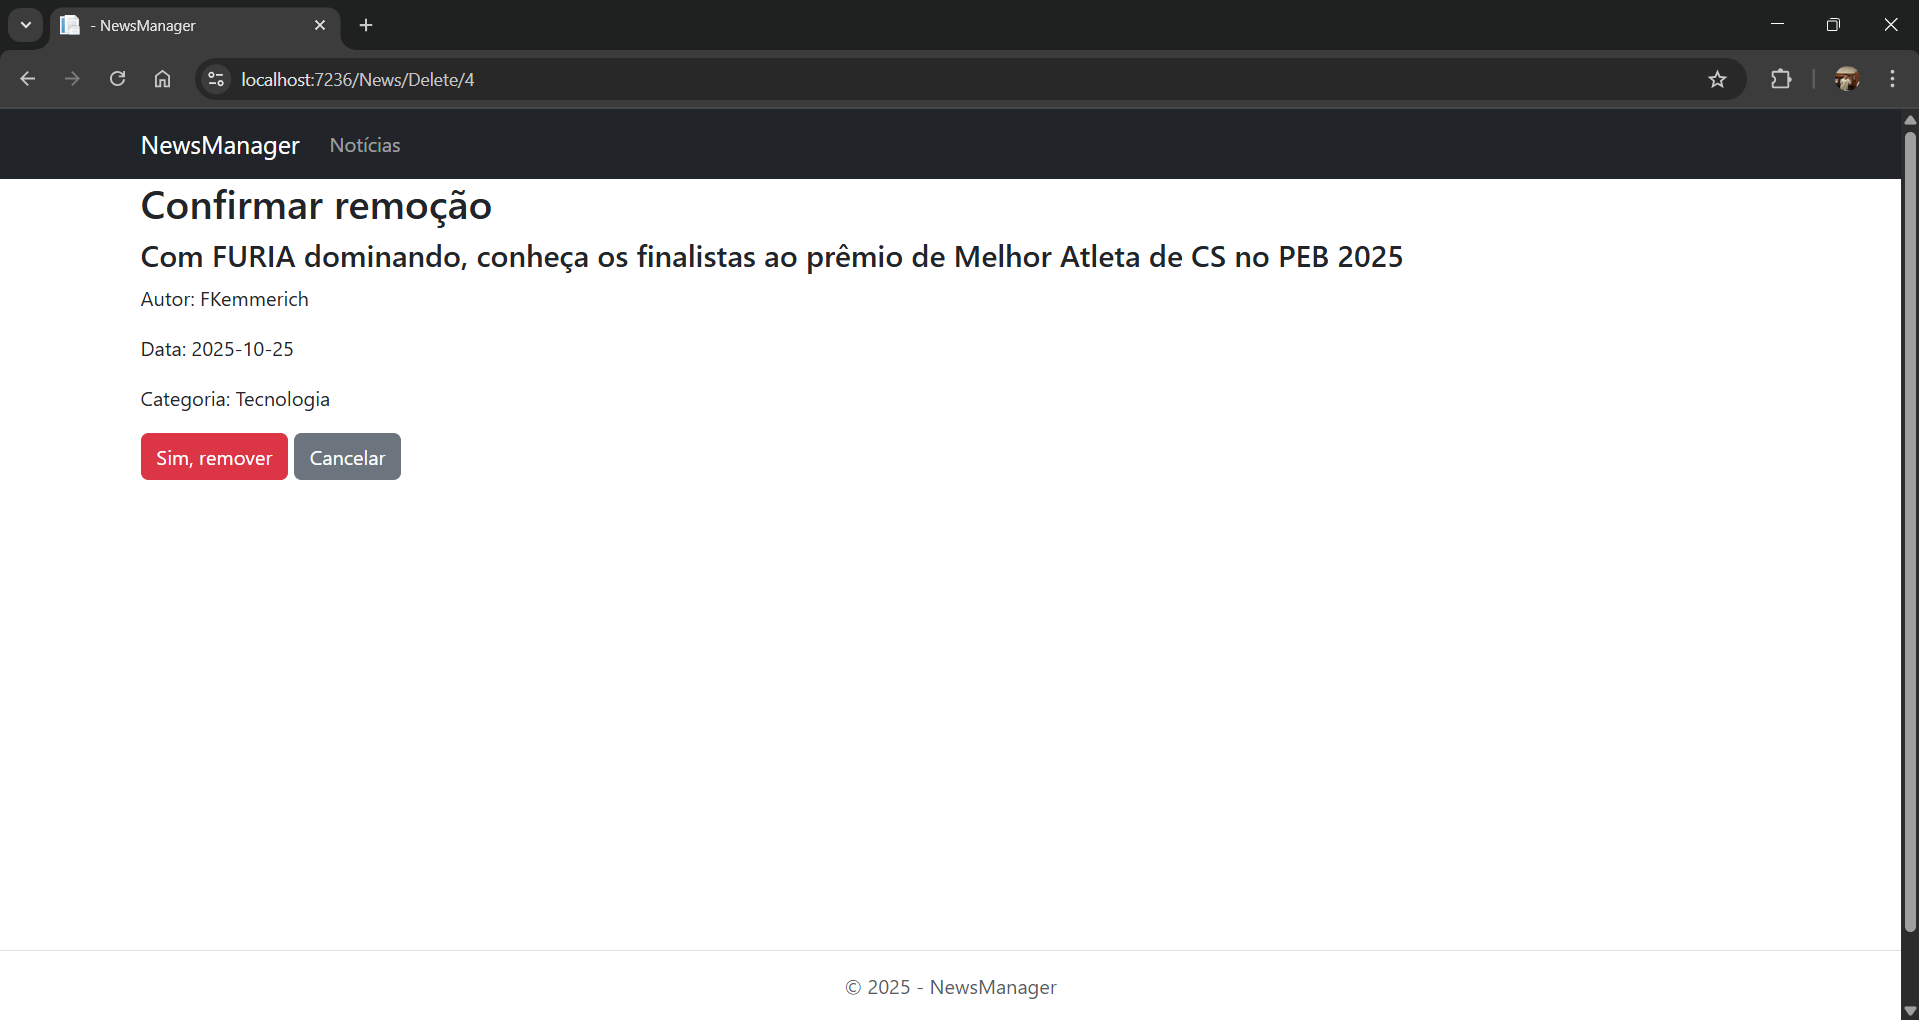 - NewsManager
localhost:7236/News/Delete/4
NewsManager Notícias
Confirmar remoção
Com FURIA dominando, conheça os finalistas ao prêmio de Melhor Atleta de CS no PEB 2025
Autor: FKemmerich
Data: 2025-10-25
Categoria: Tecnologia
Sim, remover Cancelar
© 2025 - NewsManager